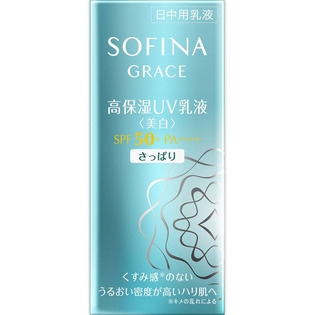 日中用乳液
SOFINA
GRACE
高保湿UV乳液
〈美白〉
SPF50+ PA++++
さっぱり
くすみ感※のない
うるおい密度が高いハリ肌へ
※キメの乱れによる